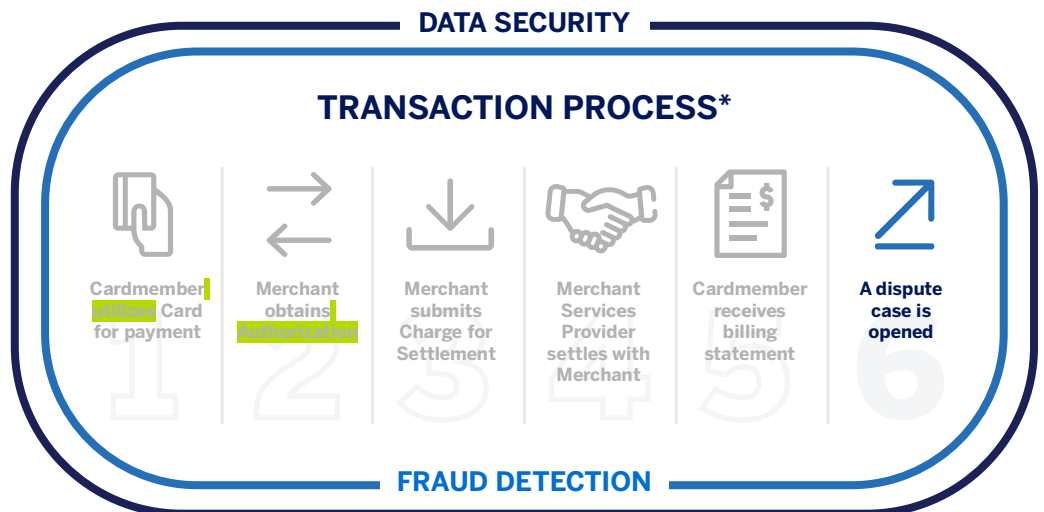 DATA SECURITY
TRANSACTION PROCESS*
$
Cardmember
utilizes Card
for payment
1
Merchant
obtains
Authorization
2
Merchant
submits
Charge for
Settlement
3
Merchant
Services
Provider
settles with
Merchant
4
Cardmember
receives
billing
statement
5
A dispute
case is
opened
6
FRAUD DETECTION